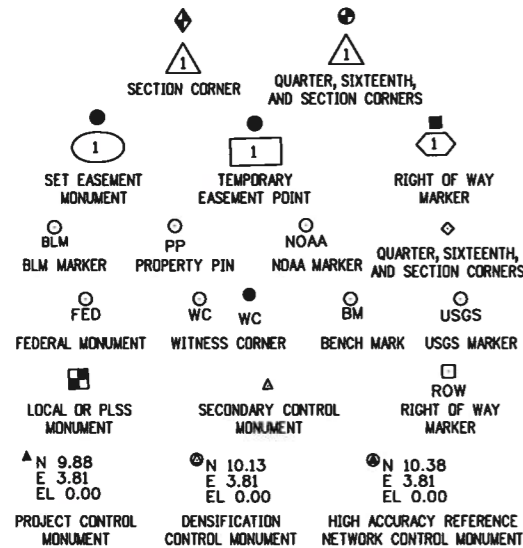 1 1
SECTION CORNER QUARTER, SIXTEENTH,
AND SECTION CORNERS
1 1 1
SET EASEMENT TEMPORARY RIGHT OF WAY
MONUMENT EASEMENT POINT MARKER
BLM PP NOAA
BLM MARKER PROPERTY PIN NOAA MARKER QUARTER, SIXTEENTH,
AND SECTION CORNERS
FED WC WC BM USGS
FEDERAL MONUMENT WITNESS CORNER BENCH MARK USGS MARKER
ROW
LOCAL OR PLSS SECONDARY CONTROL RIGHT OF WAY
MONUMENT MONUMENT MARKER
N 9.88 N 10.13 N 10.38
E 3.81 E 3.81 E 3.81
EL 0.00 EL 0.00 EL 0.00
PROJECT CONTROL DENSIFICATION HIGH ACCURACY REFERENCE
MONUMENT CONTROL MONUMENT NETWORK CONTROL MONUMENT